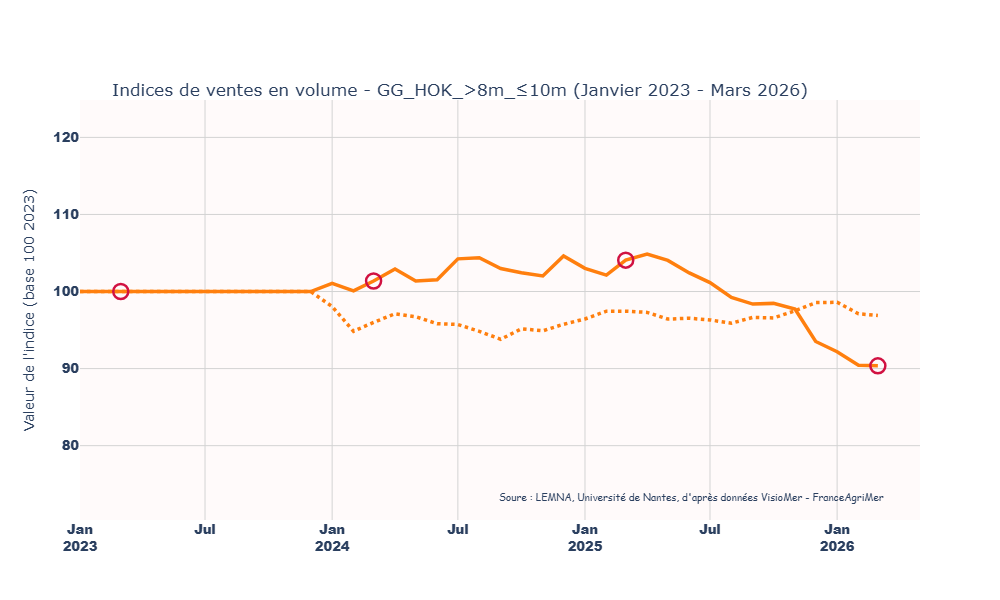 Indices de ventes en volume - GG_HOK_>8m_≤10m (Janvier 2023 - Mars 2026)
Valeur de l'indice (base 100 2023)
120
110
100
90
80
Soure : LEMNA, Université de Nantes, d'après données VisioMer - FranceAgriMer
Jan Jul Jan Jul Jan Jul Jan
2023 2024 2025 2026